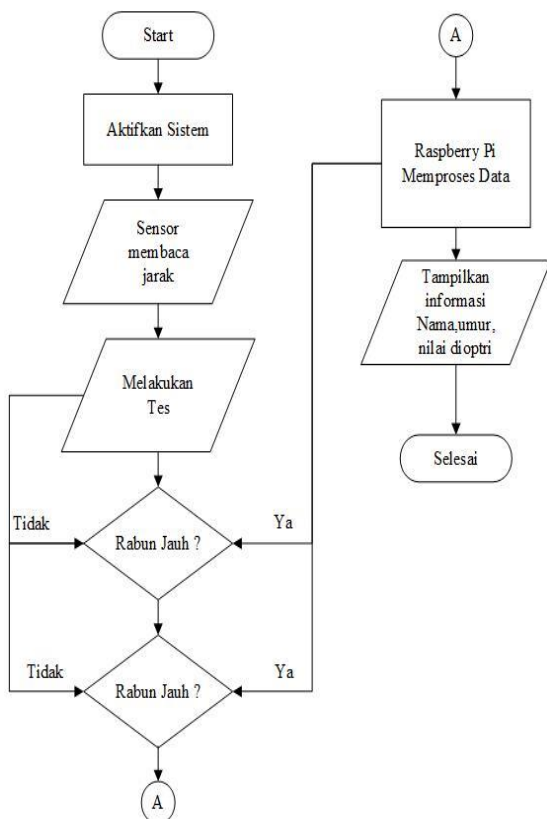 Start
Aktifkan Sistem
Sensor
membaca
jarak
Melakukan
Tes
Tidak
Rabun Jauh ?
Ya
Tidak
Rabun Jauh ?
Ya
A
A
Raspberry Pi
Memproses Data
Tampilkan
informasi
Nama,umur,
nilai dioptri
Selesai